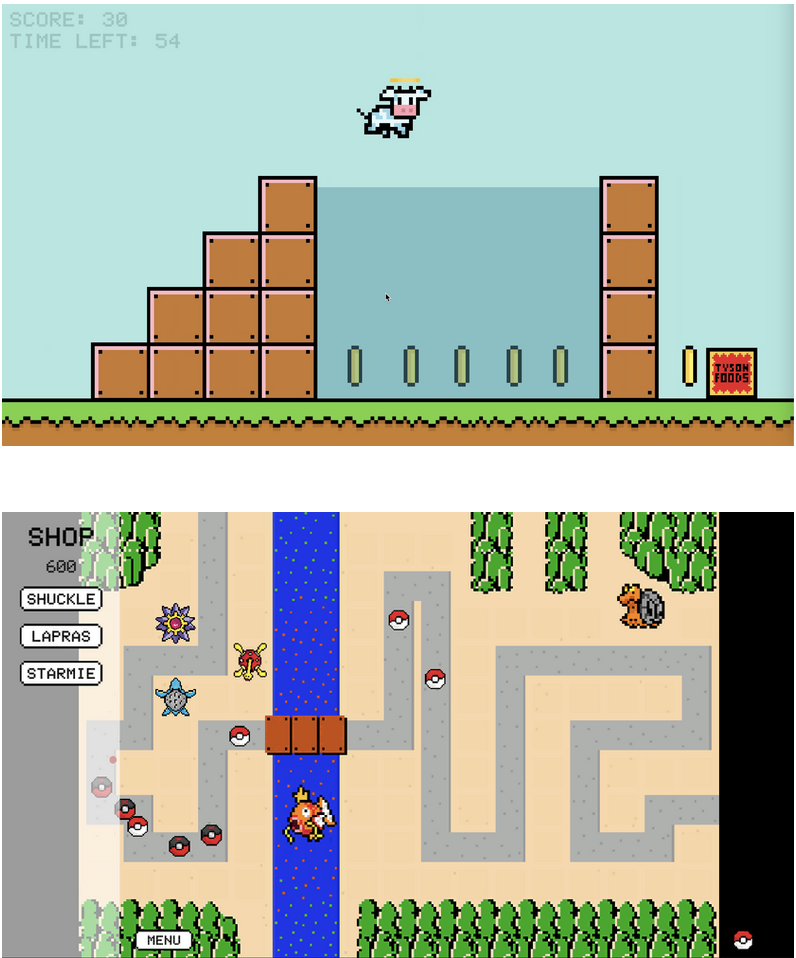 SCORE: 30
TIME LEFT: 54
TYSON
FOODS
SHOP
600
SHUCKLE
LAPRAS
STARMIE
MENU